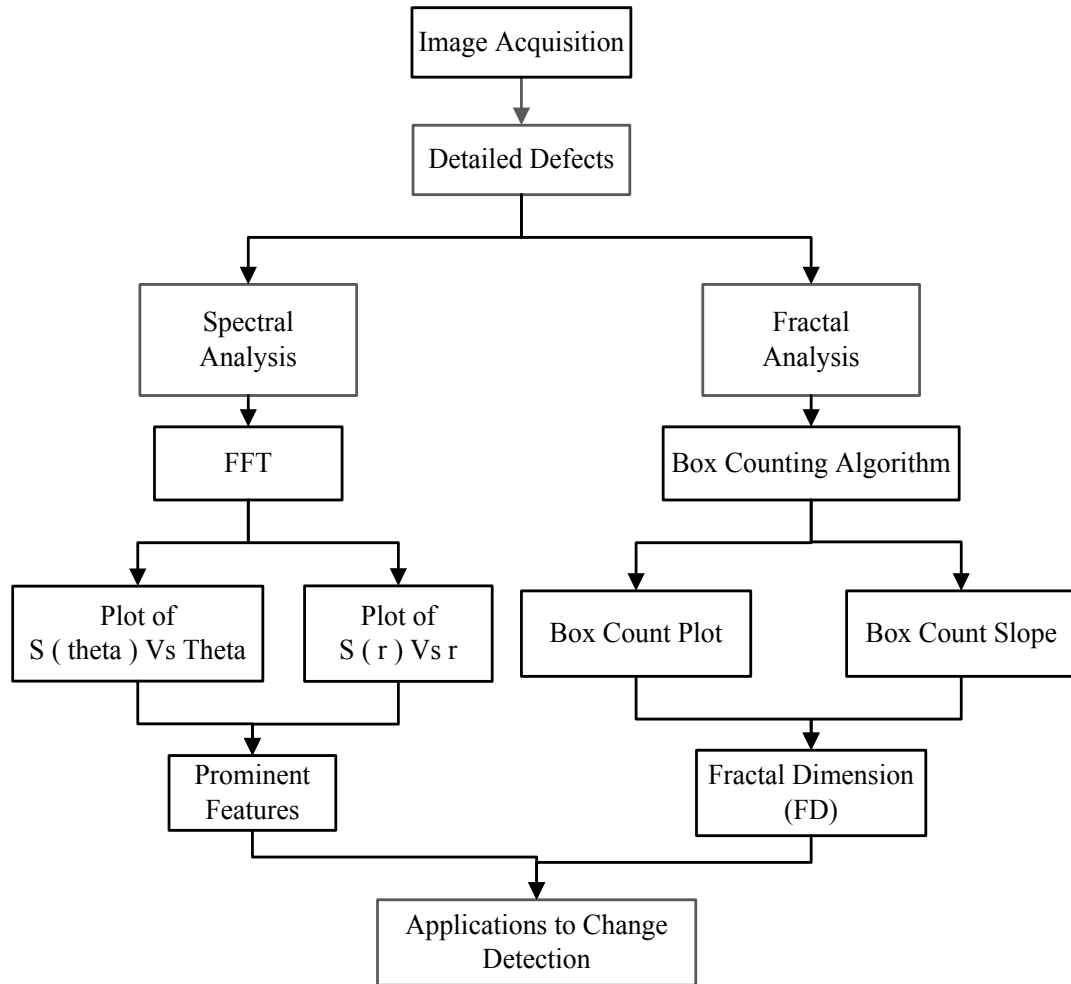 Image Acquisition
Detailed Defects
Spectral
Analysis
Fractal
Analysis
FFT
Box Counting Algorithm
Plot of
S ( theta ) Vs Theta
Plot of
S ( r ) Vs r
Box Count Plot
Box Count Slope
Prominent
Features
Fractal Dimension
(FD)
Applications to Change
Detection